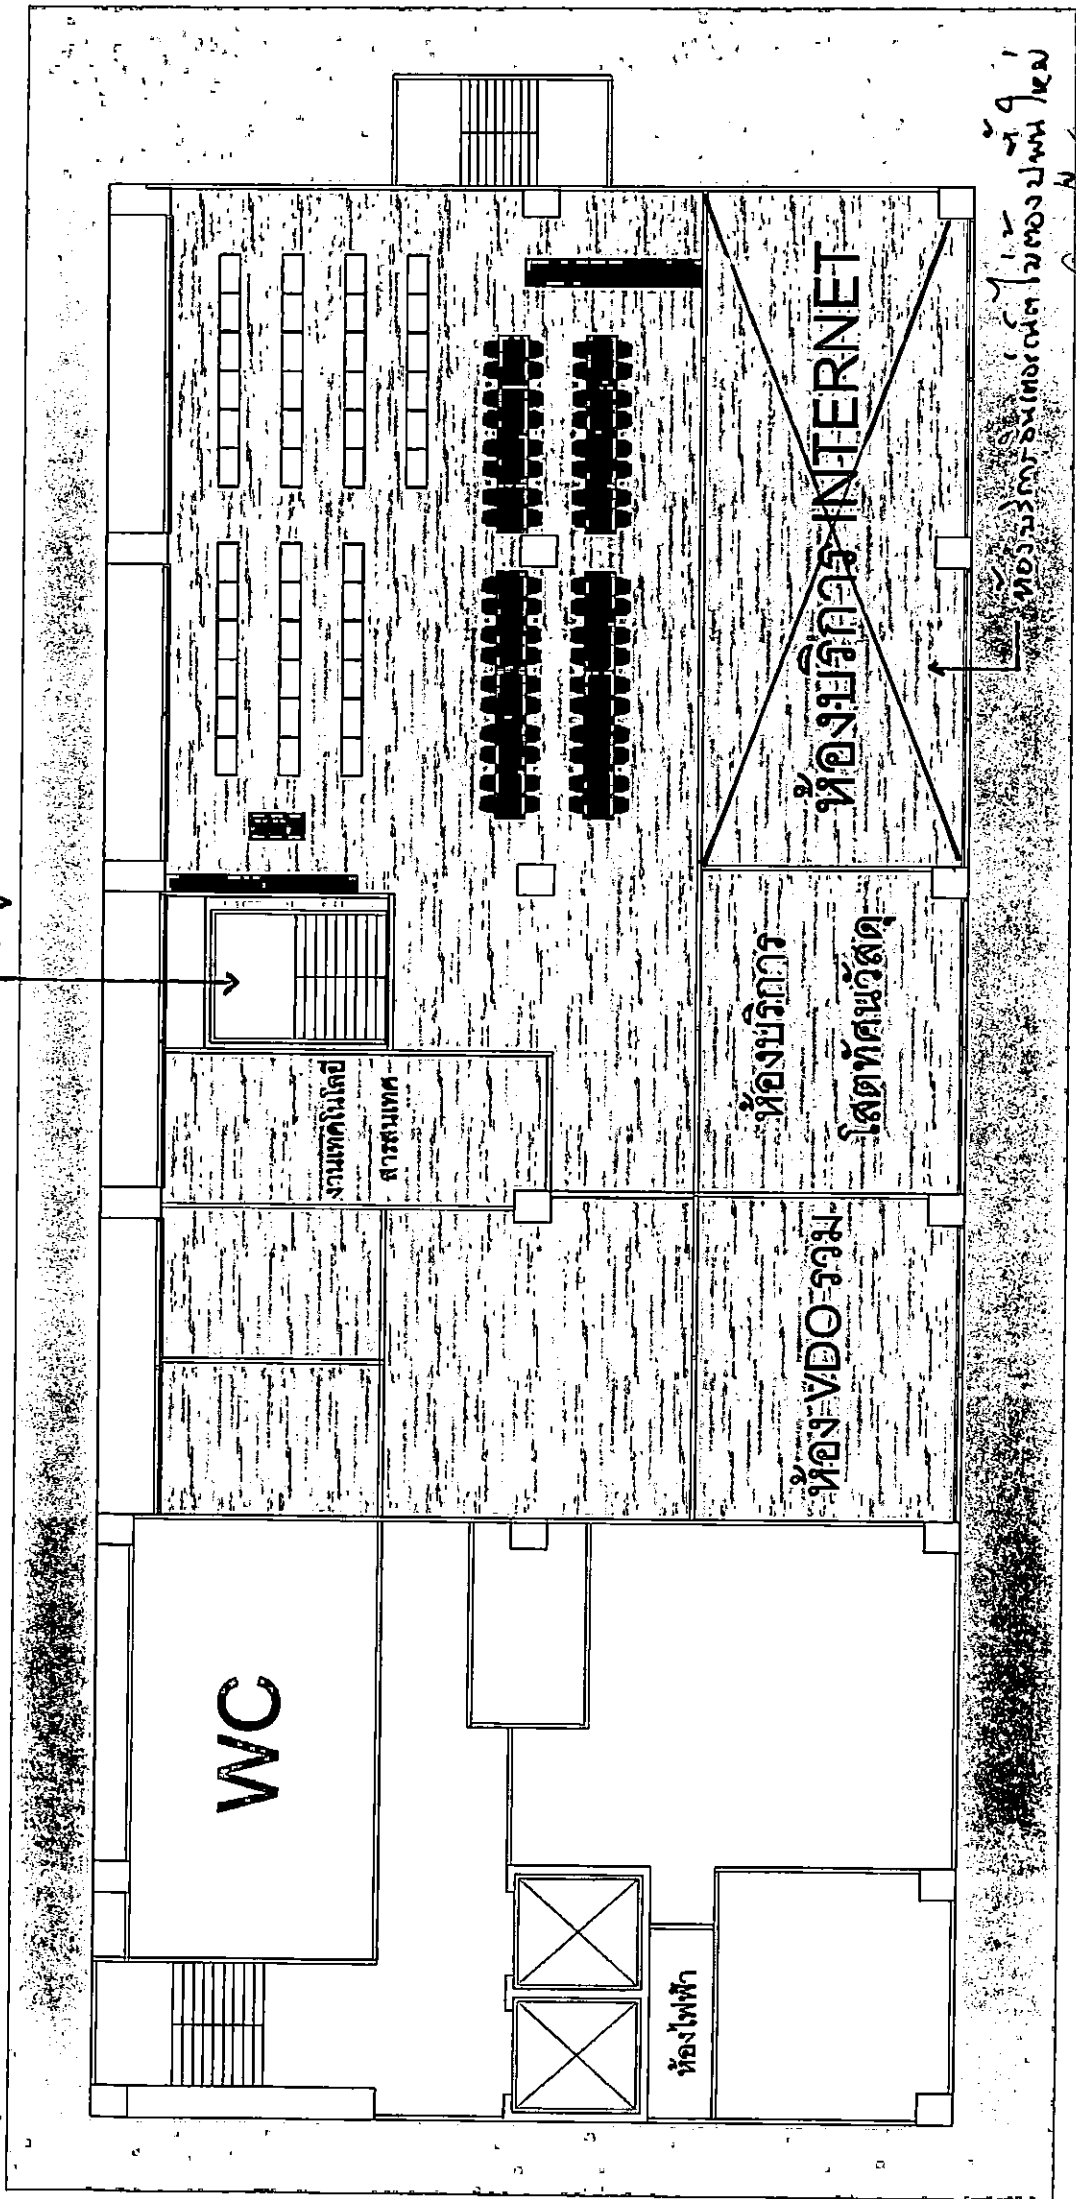 ห้องบริการ INTERNET
ห้องบริการ
โสตทัศนวัสดุ
งานเทคโนโลยี
สารสนเทศ
ห้อง VDO รวม
WC
ห้องไฟฟ้า